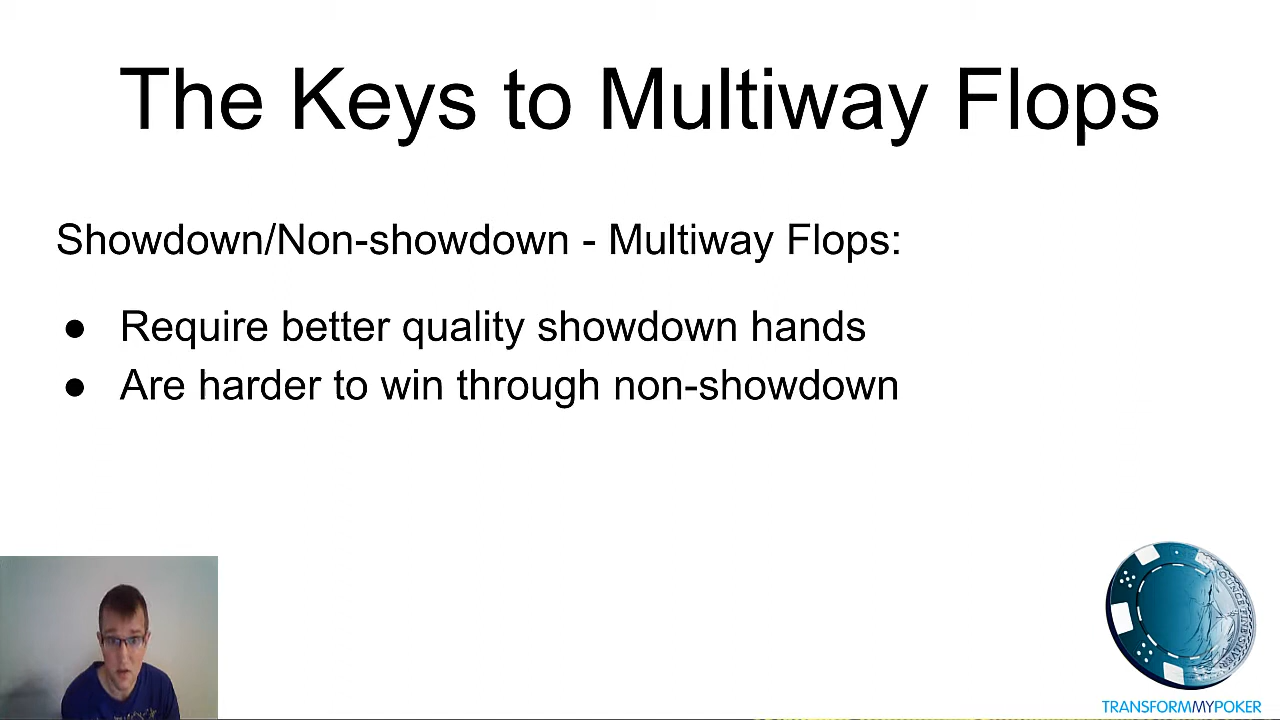 The Keys to Multiway Flops
Showdown/Non-showdown - Multiway Flops:
● Require better quality showdown hands
● Are harder to win through non-showdown
TRANSFORMMYPOKER